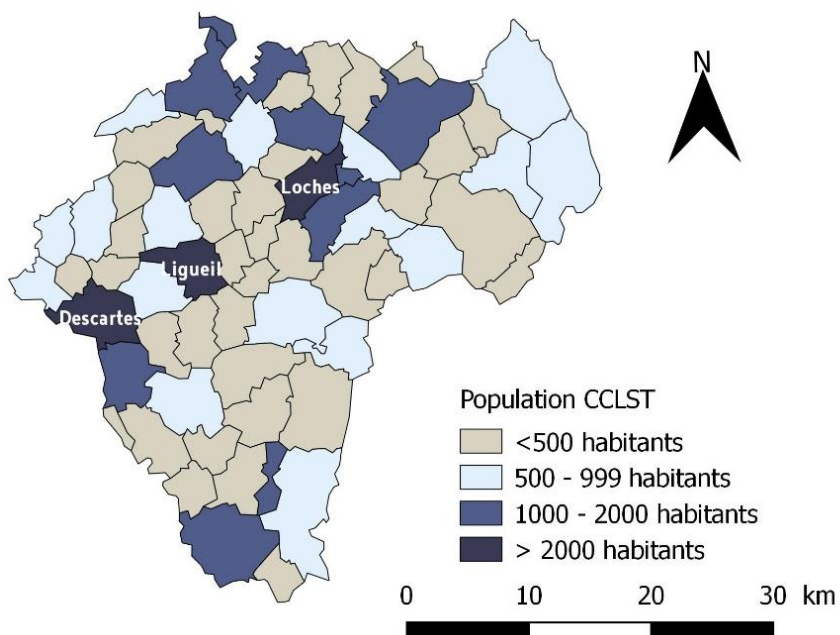 N
Loches
Ligueil
Descartes
Population CCLST
<500 habitants
500 - 999 habitants
1000 - 2000 habitants
> 2000 habitants
0 10 20 30 km